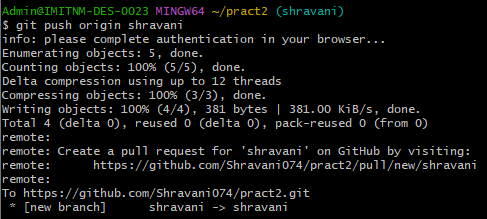 Admin@IMITNM-DES-0023 MINGW64 ~/pract2 (shravani)
$ git push origin shravani
info: please complete authentication in your browser...
Enumerating objects: 5, done.
Counting objects: 100% (5/5), done.
Delta compression using up to 12 threads
Compressing objects: 100% (3/3), done.
Writing objects: 100% (4/4), 381 bytes | 381.00 KiB/s, done.
Total 4 (delta 0), reused 0 (delta 0), pack-reused 0 (from 0)
remote:
remote: Create a pull request for 'shravani' on GitHub by visiting:
remote:      https://github.com/Shravani074/pract2/pull/new/shravani
remote:
To https://github.com/Shravani074/pract2.git
 * [new branch]      shravani -> shravani